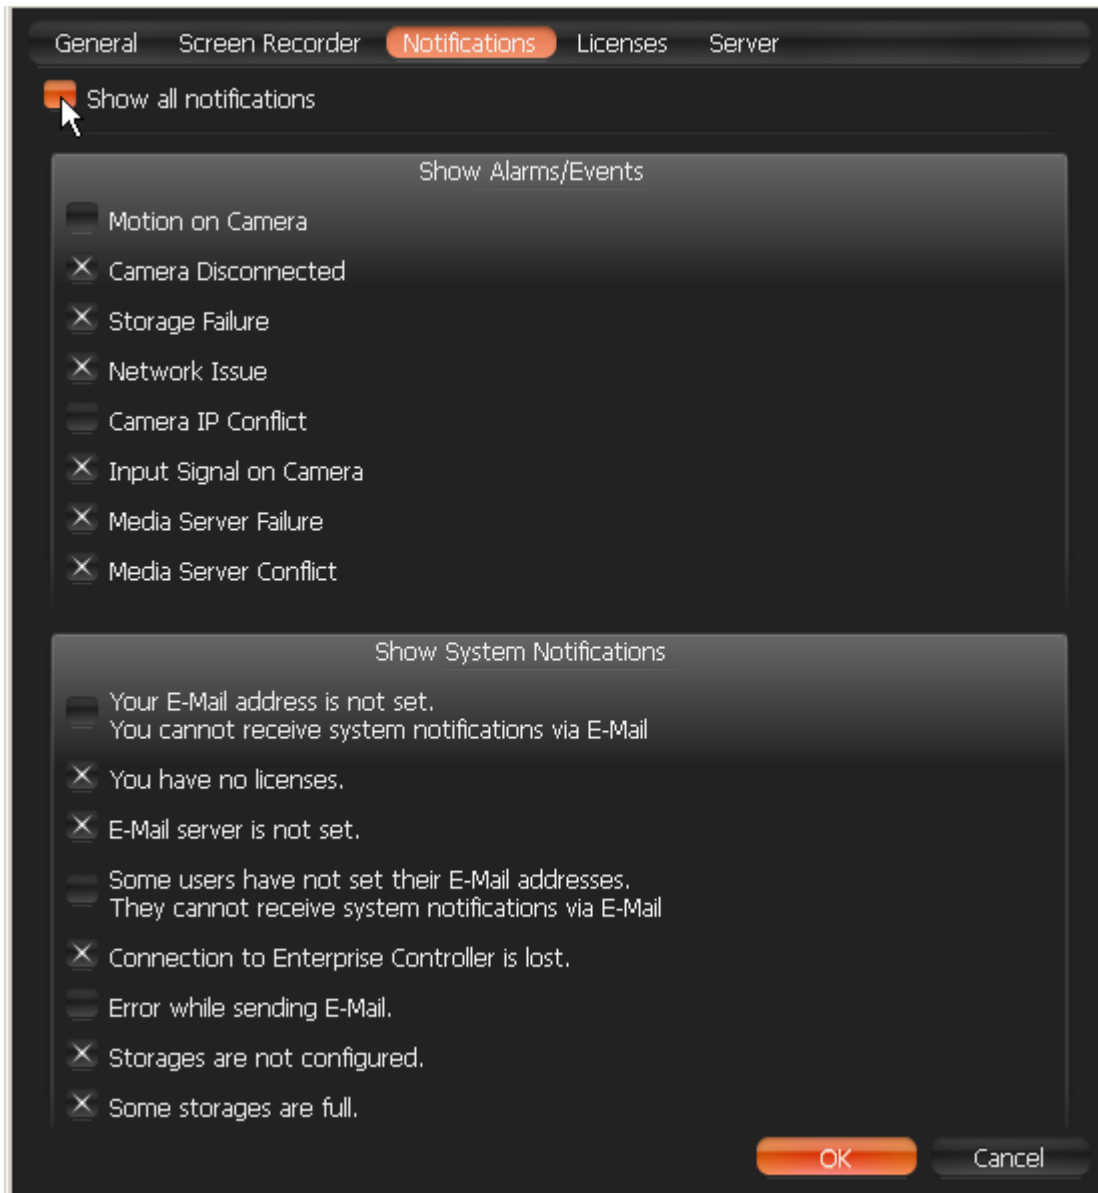 General Screen Recorder Notifications Licenses Server
Show all notifications
Show Alarms/Events
Motion on Camera
Camera Disconnected
Storage Failure
Network Issue
Camera IP Conflict
Input Signal on Camera
Media Server Failure
Media Server Conflict
Show System Notifications
Your E-Mail address is not set.
You cannot receive system notifications via E-Mail
You have no licenses.
E-Mail server is not set.
Some users have not set their E-Mail addresses.
They cannot receive system notifications via E-Mail
Connection to Enterprise Controller is lost.
Error while sending E-Mail.
Storages are not configured.
Some storages are full.
OK Cancel